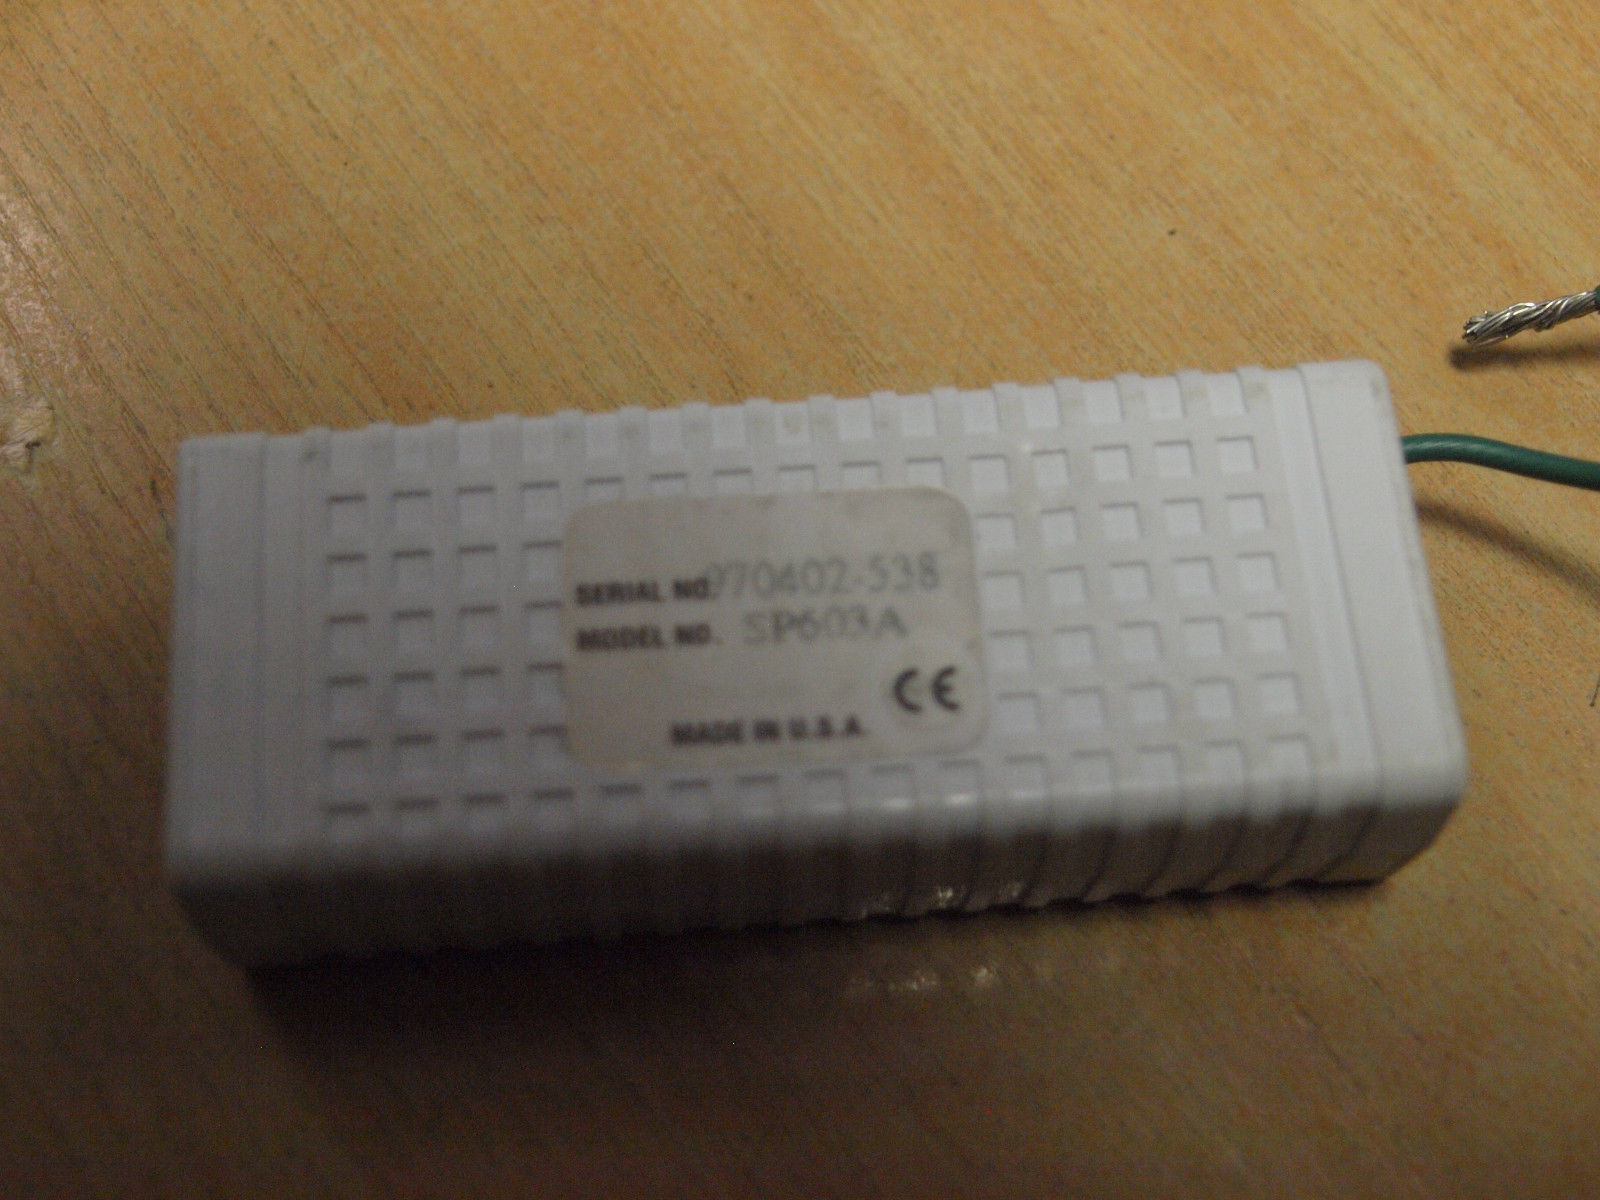 SERIAL NO. 970402-538
MODEL NO. SP603A
CE
MADE IN U.S.A.